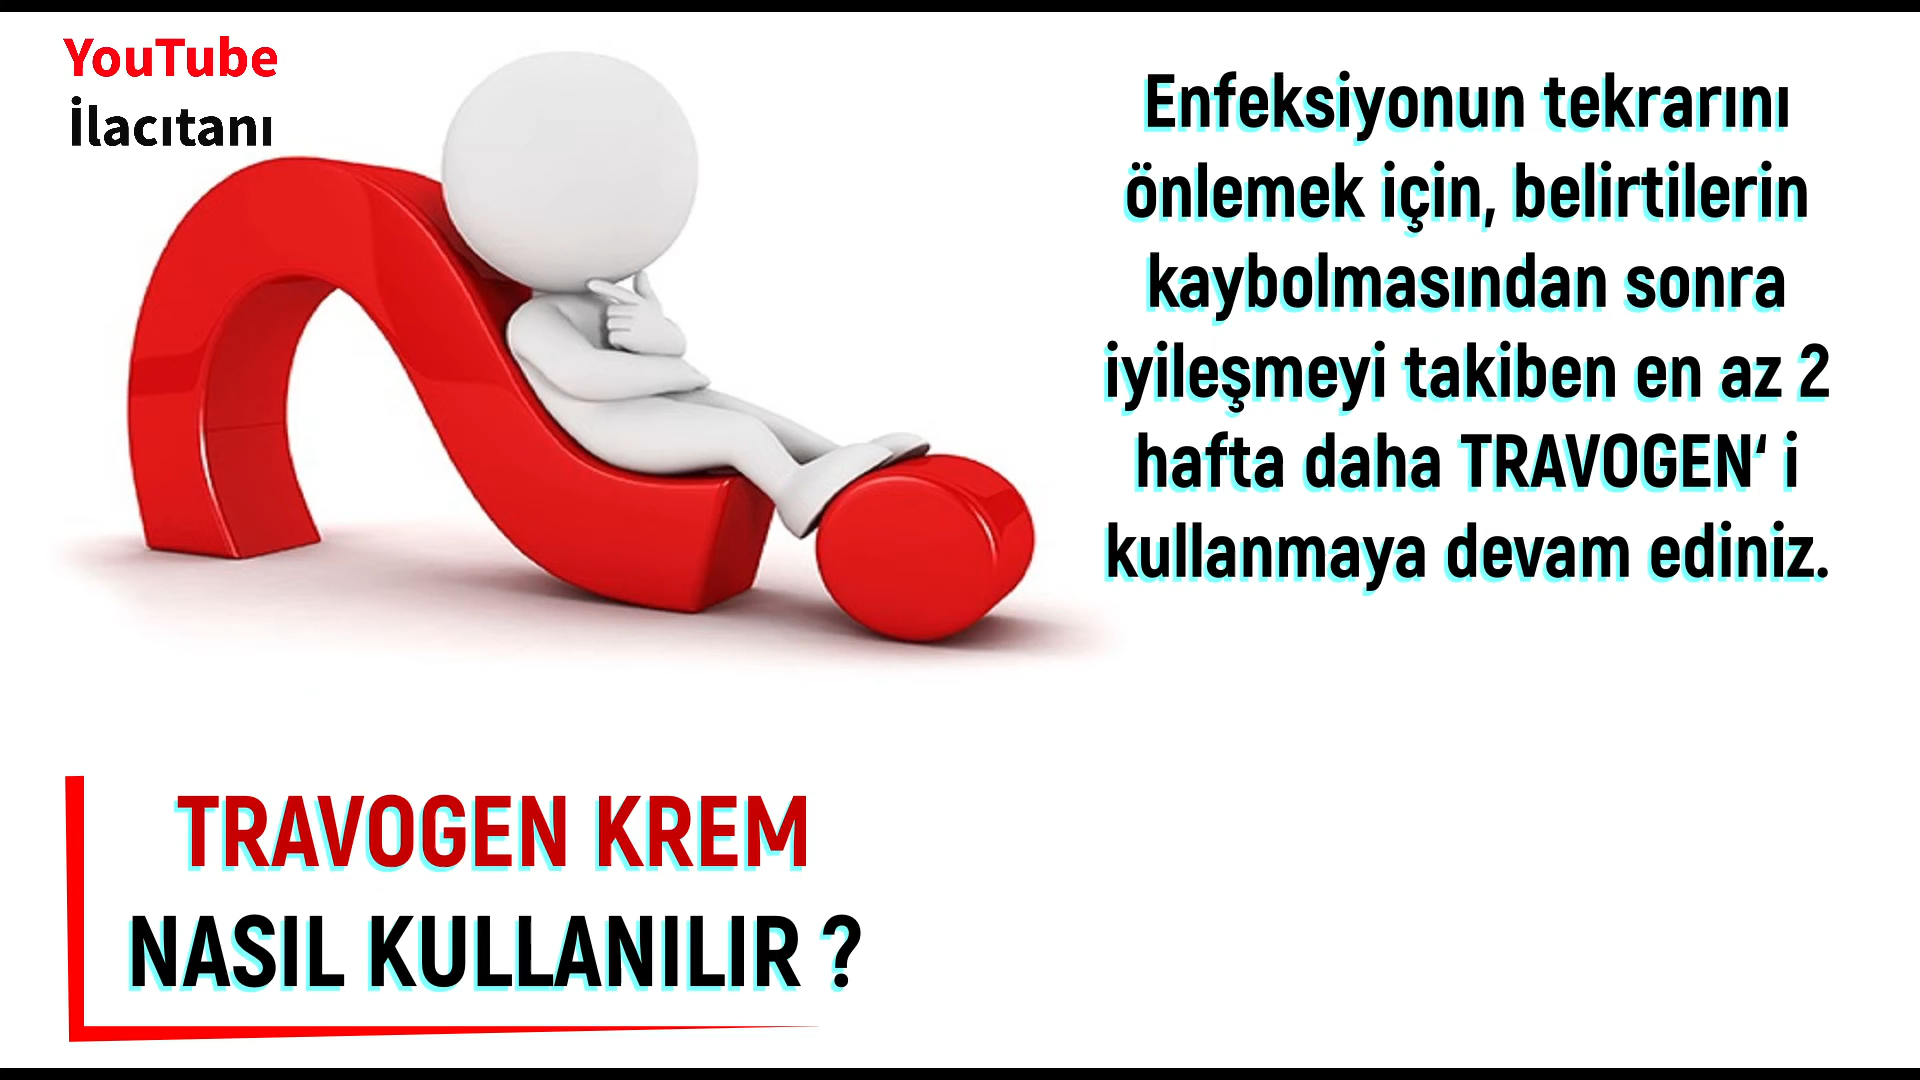 YouTube
İlacıtanı
Enfeksiyonun tekrarını
önlemek için, belirtilerin
kaybolmasından sonra
iyileşmeyi takiben en az 2
hafta daha TRAVOGEN‘ i
kullanmaya devam ediniz.
TRAVOGEN KREM
NASIL KULLANILIR ?